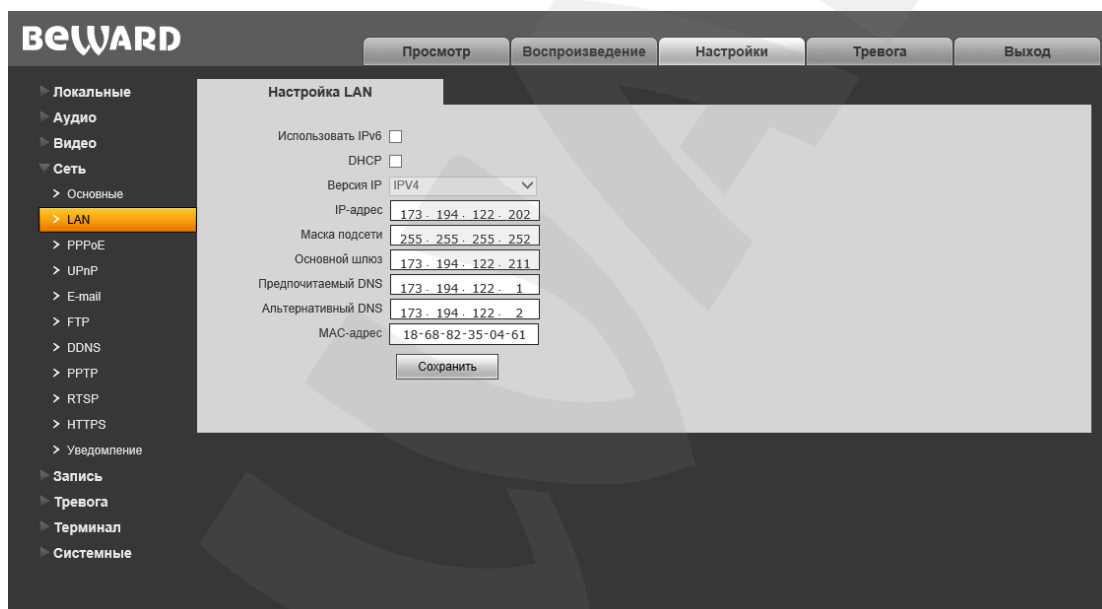 BEWARD
Просмотр Воспроизведение Настройки Тревога Выход
Локальные
Аудио
Видео
Сеть
Основные
LAN
PPPoE
UPnP
E-mail
FTP
DDNS
PPTP
RTSP
HTTPS
Уведомление
Запись
Тревога
Терминал
Системные
Настройка LAN
Использовать IPv6
DHCP
Версия IP IPV4
IP-адрес 173 . 194 . 122 . 202
Маска подсети 255 . 255 . 255 . 252
Основной шлюз 173 . 194 . 122 . 211
Предпочитаемый DNS 173 . 194 . 122 . 1
Альтернативный DNS 173 . 194 . 122 . 2
MAC-адрес 18-68-82-35-04-61
Сохранить